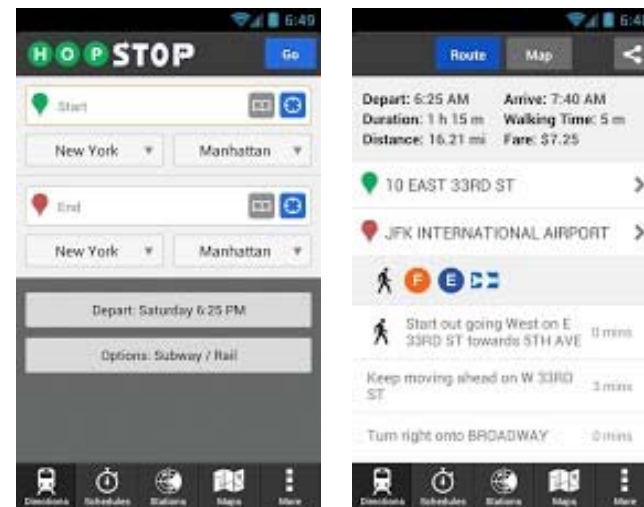 6:49
HOPSTOP
Go
Start
New York
Manhattan
End
New York
Manhattan
Depart: Saturday 6:25 PM
Options: Subway / Rail
Directions
Schedules
Stations
Maps
More
Route
Map
Depart: 6:25 AM
Arrive: 7:40 AM
Duration: 1 h 15 m
Walking Time: 5 m
Distance: 16.21 mi
Fare: $7.25
10 EAST 33RD ST
JFK INTERNATIONAL AIRPORT
F E
Start out going West on E
33RD ST towards 5TH AVE
0 mins
Keep moving ahead on W 33RD
ST
3 mins
Turn right onto BROADWAY
0 mins
Directions
Schedules
Stations
Maps
More